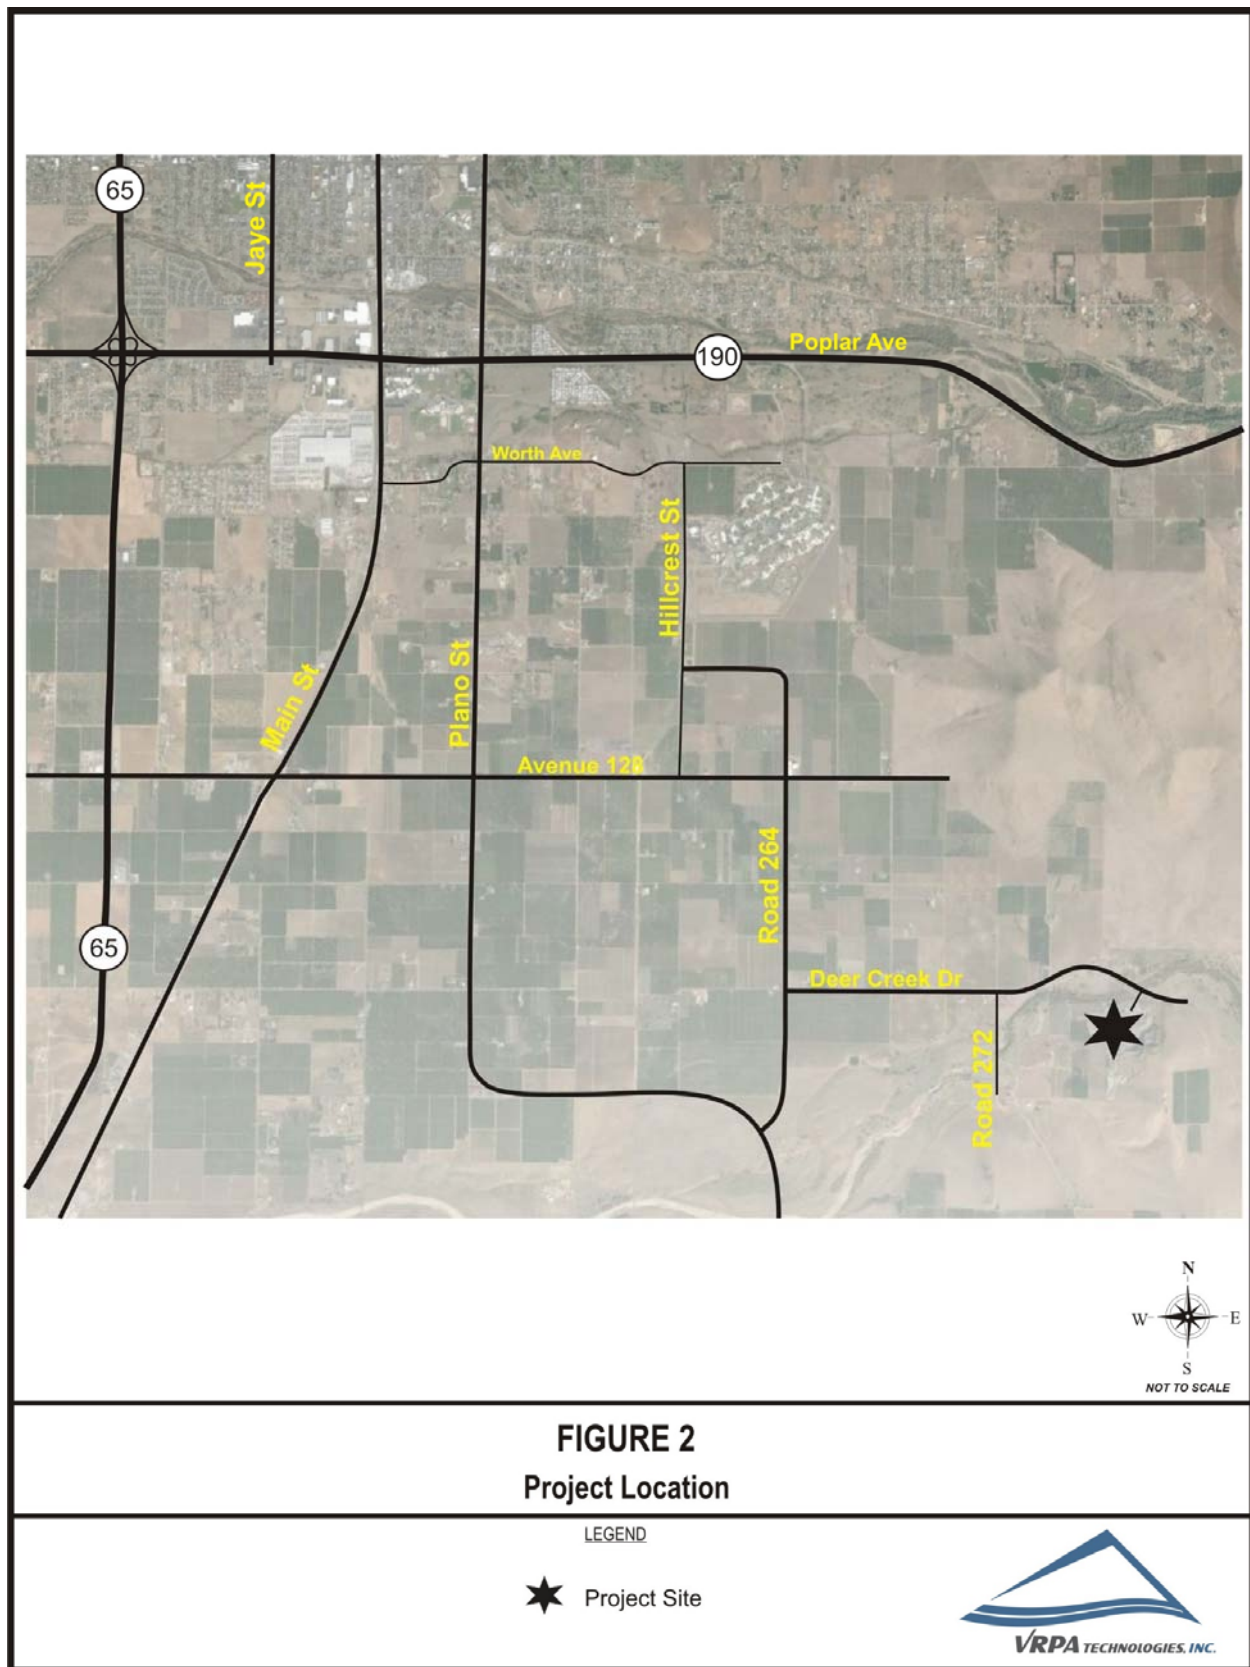 65
Jaye St
190
Poplar Ave
Worth Ave
Hillcrest St
Plano St
Main St
Avenue 128
Road 264
65
Deer Creek Dr
Road 272
N
W
E
S
NOT TO SCALE
FIGURE 2
Project Location
LEGEND
Project Site
VRPA TECHNOLOGIES, INC.